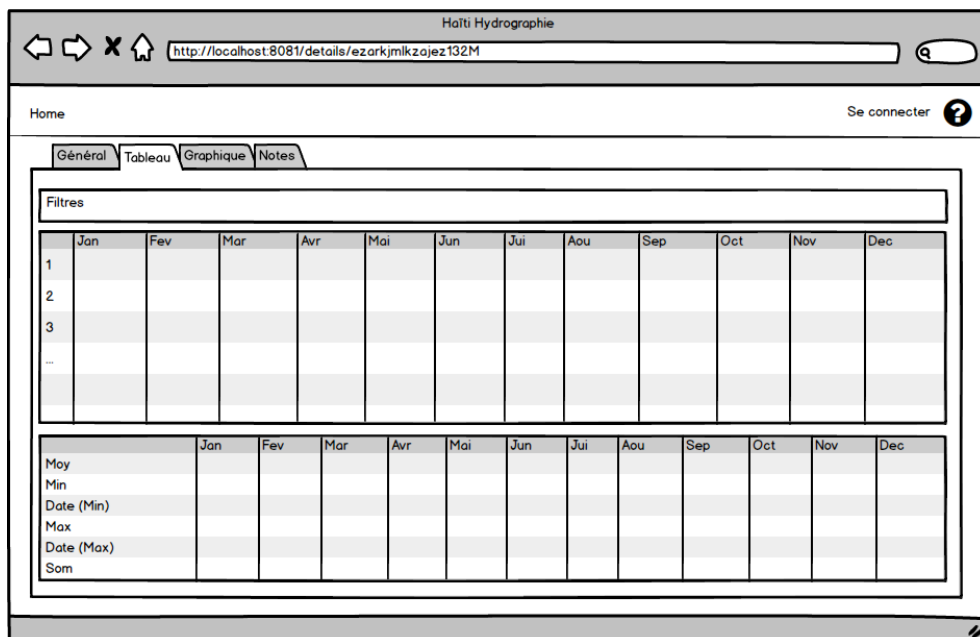 Haïti Hydrographie
http://localhost:8081/details/ezarkjmlkzajez132M
Home
Se connecter ?
Général Tableau Graphique Notes
Filtres
Jan Fev Mar Avr Mai Jun Jui Aou Sep Oct Nov Dec
1
2
3
...
Jan Fev Mar Avr Mai Jun Jui Aou Sep Oct Nov Dec
Moy
Min
Date (Min)
Max
Date (Max)
Som